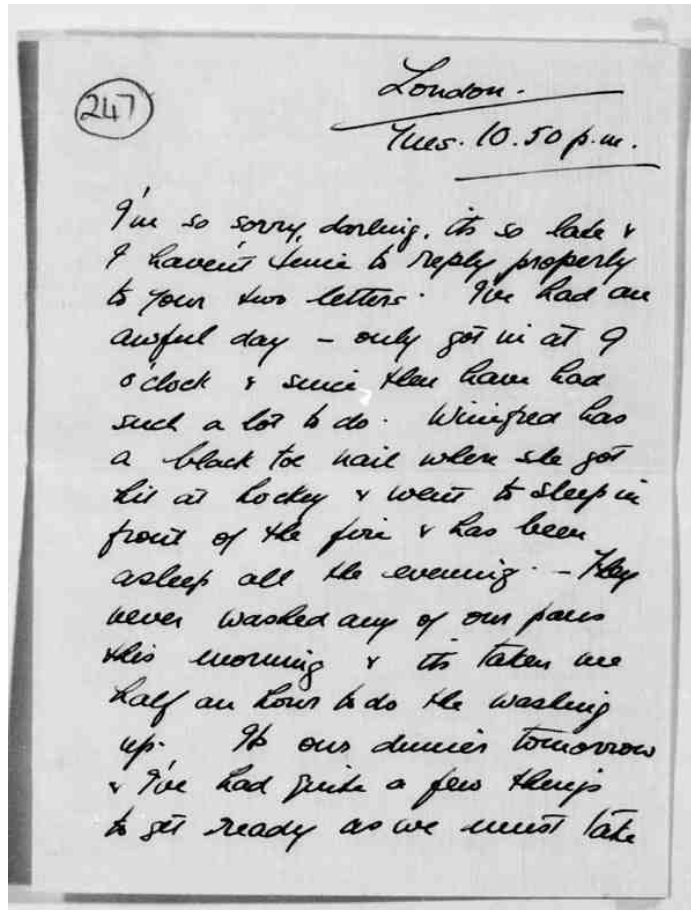 247
London.
Tues. 10.50 p.m.
I'm so sorry, darling, its so late &
I haven't time to reply properly
to your two letters. I've had an
awful day – only got in at 9
o'clock & since then have had
such a lot to do. Winifred has
a black toe nail where she got
hit at hockey & went to sleep in
front of the fire & has been
asleep all the evening. – They
never washed any of our pans
this morning & its taken me
half an hour to do the washing
up. Its our dinner tomorrow
& I've had quite a few things
to get ready as we must take